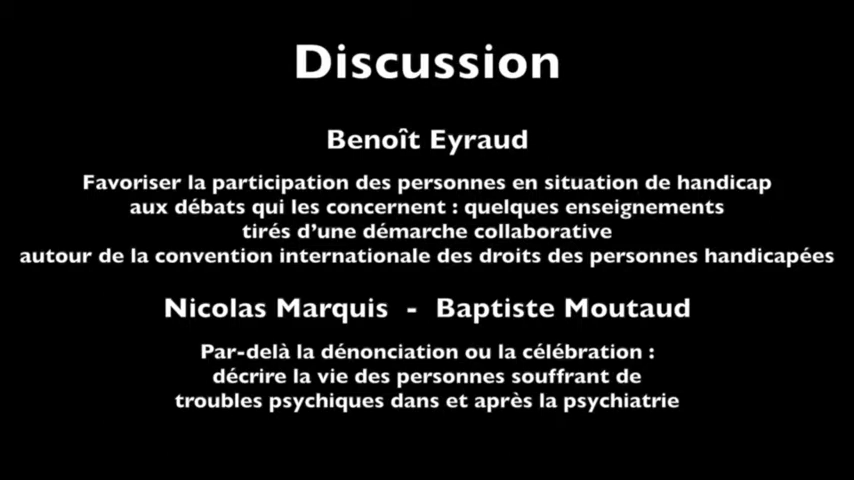 Discussion
Benoît Eyraud
Favoriser la participation des personnes en situation de handicap
aux débats qui les concernent : quelques enseignements
tirés d’une démarche collaborative
autour de la convention internationale des droits des personnes handicapées
Nicolas Marquis - Baptiste Moutaud
Par-delà la dénonciation ou la célébration :
décrire la vie des personnes souffrant de
troubles psychiques dans et après la psychiatrie